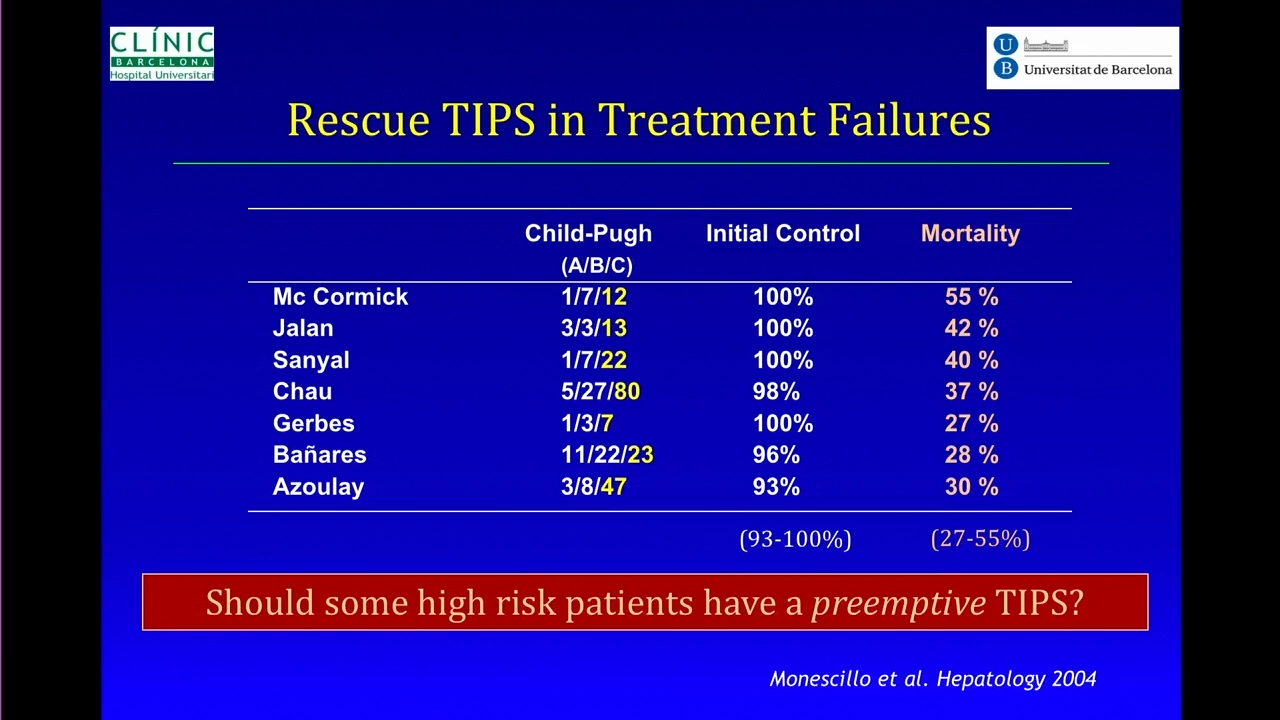 CLÍNIC
BARCELONA
Hospital Universitari
U
B
Universitat de Barcelona
Rescue TIPS in Treatment Failures
Child-Pugh Initial Control Mortality
(A/B/C)
Mc Cormick 1/7/12 100% 55 %
Jalan 3/3/13 100% 42 %
Sanyal 1/7/22 100% 40 %
Chau 5/27/80 98% 37 %
Gerbes 1/3/7 100% 27 %
Bañares 11/22/23 96% 28 %
Azoulay 3/8/47 93% 30 %
(93-100%) (27-55%)
Should some high risk patients have a preemptive TIPS?
Monescillo et al. Hepatology 2004